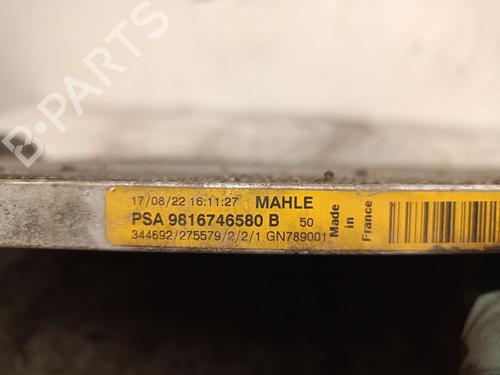 B-Parts
17/08/22 16:11:27 MAHLE
PSA 9816746580 B 50
344692/275579/2/2/1 GN789001
Made in
France